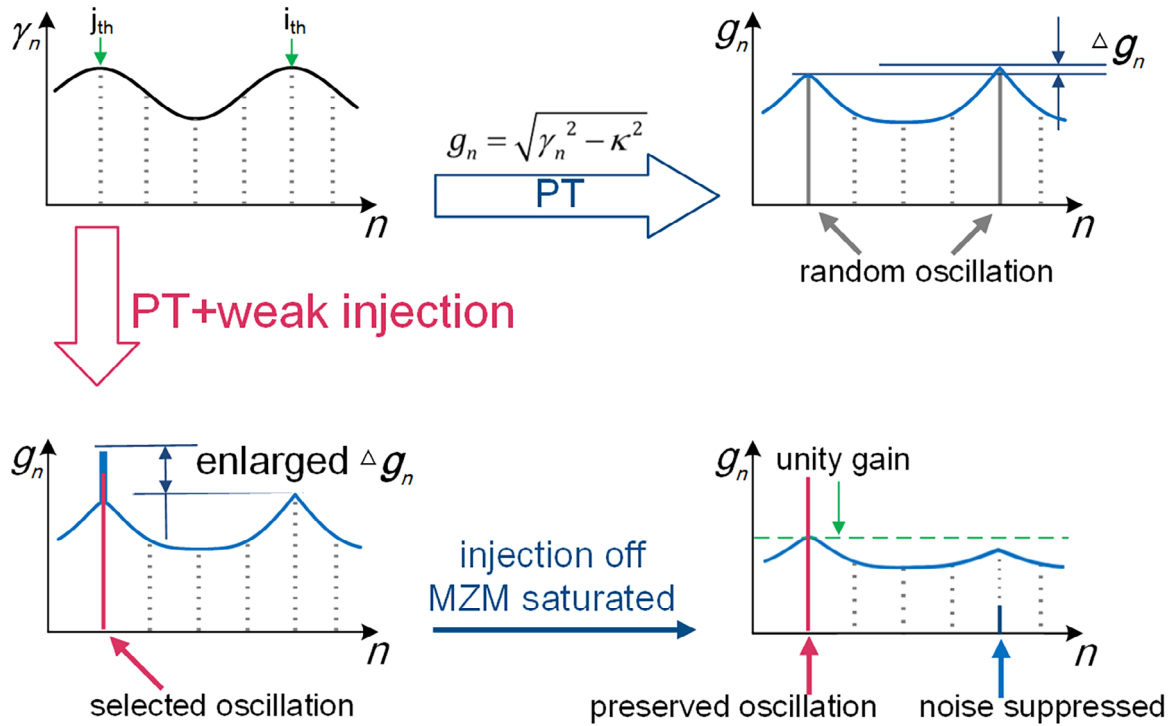 γₙ
jₜₕ
iₜₕ
n
gₙ = √(γₙ² − κ²)
PT
gₙ
△gₙ
n
random oscillation
PT+weak injection
gₙ
enlarged △gₙ
n
selected oscillation
injection off
MZM saturated
gₙ
unity gain
n
preserved oscillation
noise suppressed